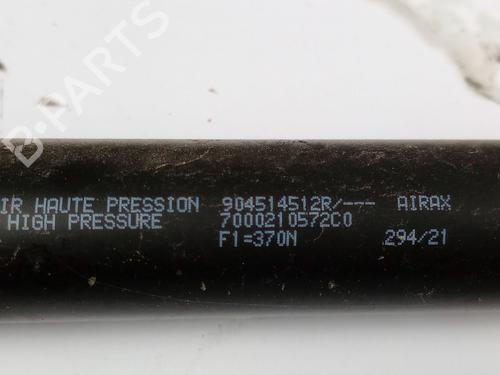 IR HAUTE PRESSION 904514512R/--- AIRAX
HIGH PRESSURE 7000210572C0
F1=370N 294/21
B-PARTS